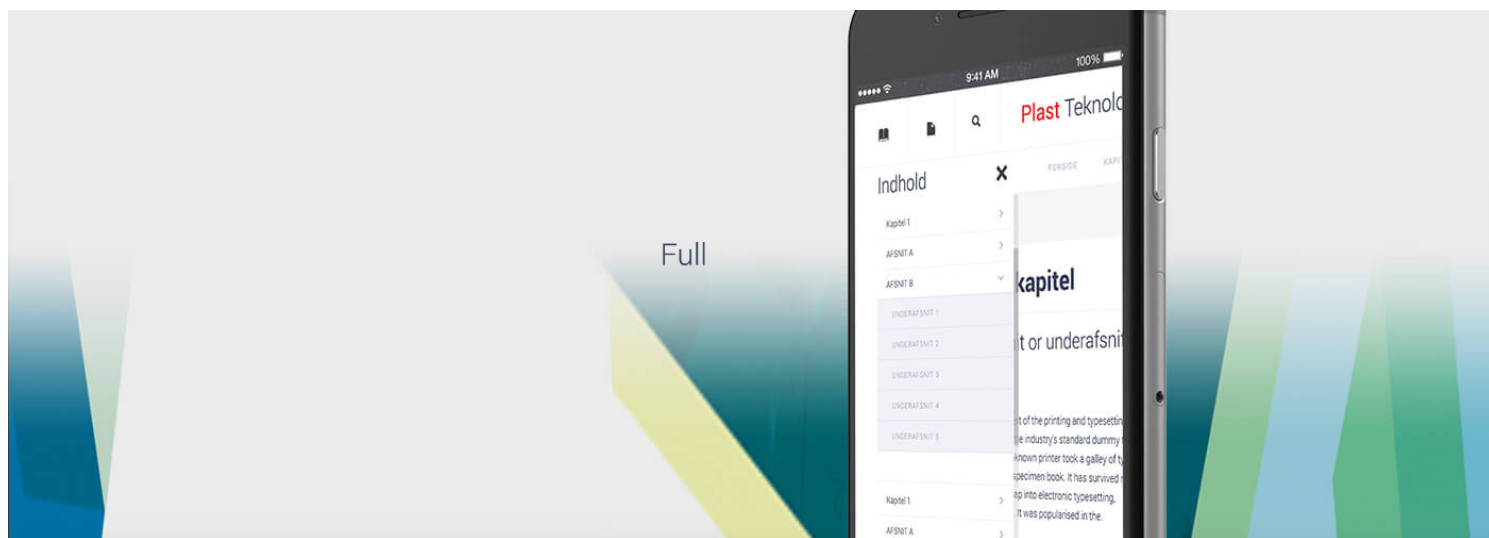 Full
9:41 AM
100%
Plast Teknolo
FORSIDE KAPI
Indhold
Kapitel 1
AFSNIT A
AFSNIT B
UNDERAFSNIT 1
UNDERAFSNIT 2
UNDERAFSNIT 3
UNDERAFSNIT 4
UNDERAFSNIT 5
Kapitel 1
AFSNIT A
kapitel
it or underafsnit
t of the printing and typesetting
e industry's standard dummy
known printer took a galley of ty
specimen book. It has survived
ap into electronic typesetting,
. It was popularised in the.